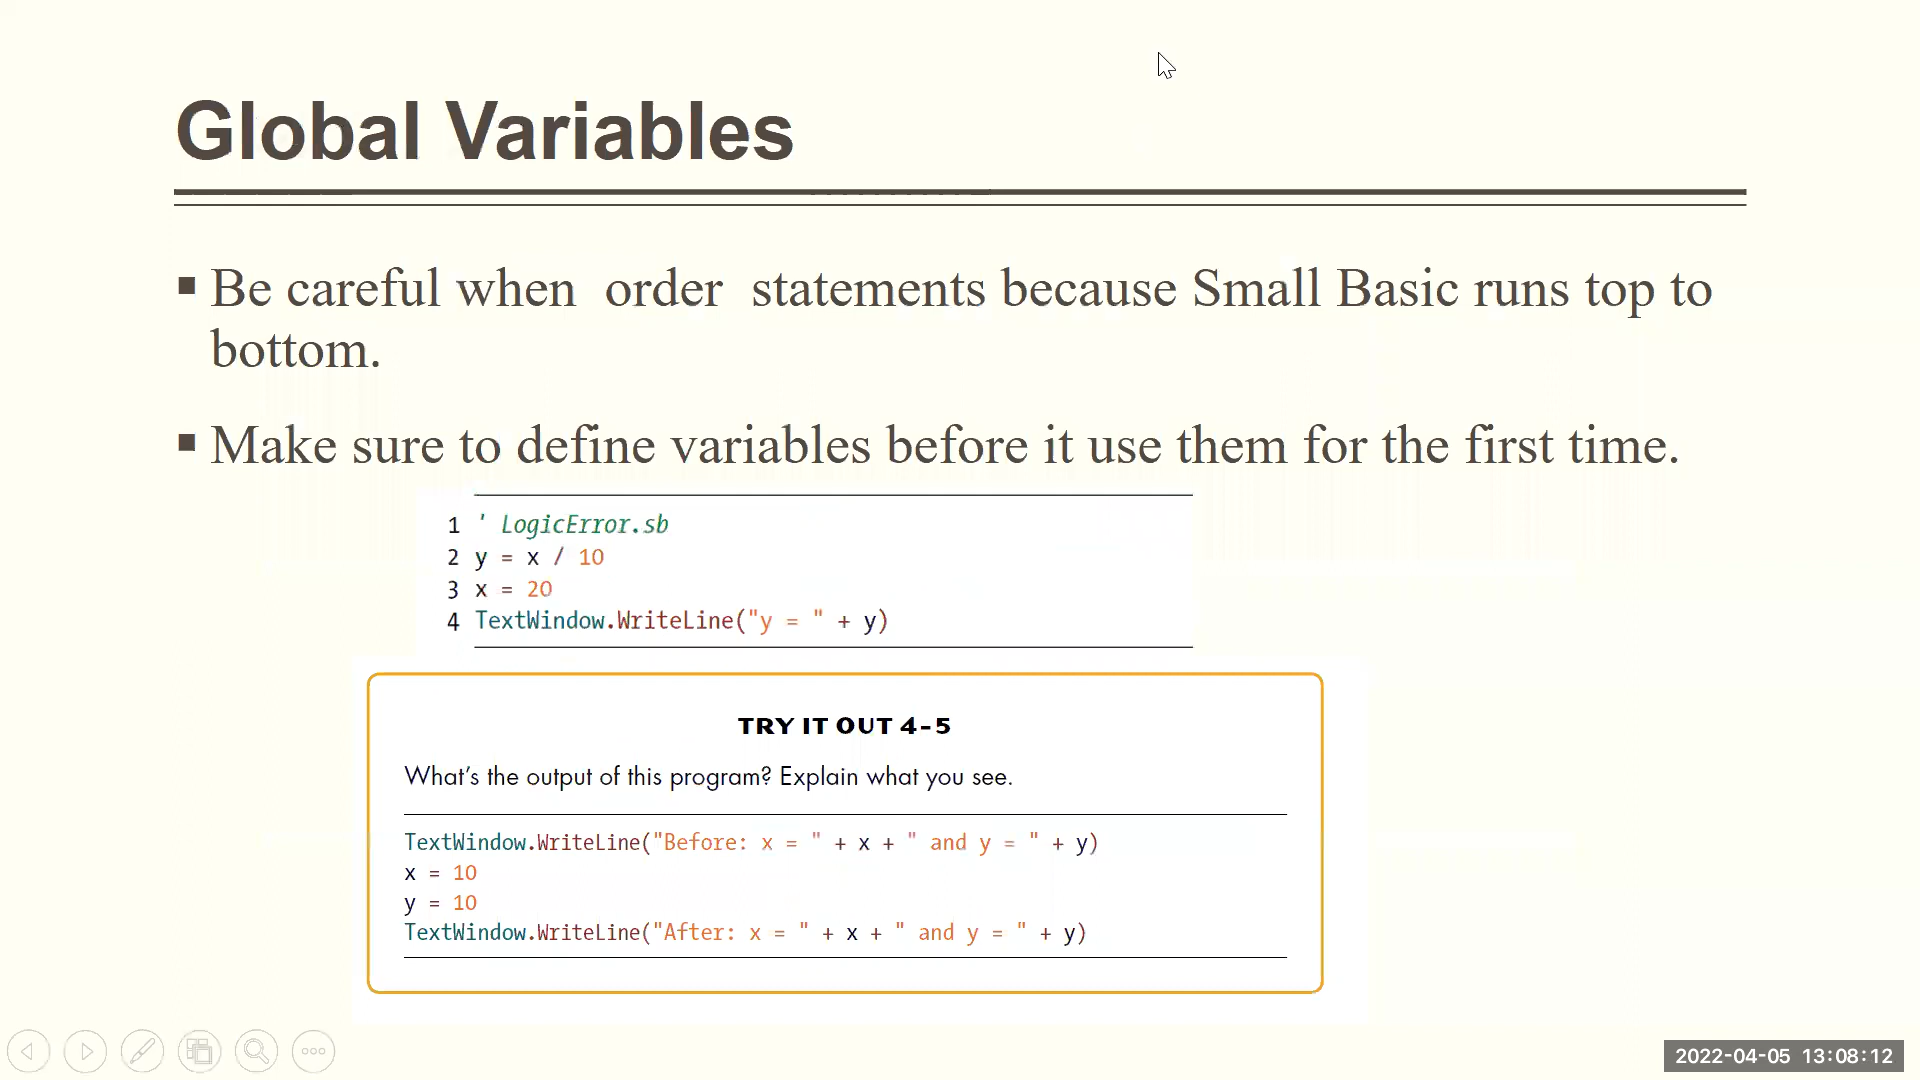 Global Variables
Be careful when  order  statements because Small Basic runs top to
bottom.
Make sure to define variables before it use them for the first time.
1 ' LogicError.sb
2 y = x / 10
3 x = 20
4 TextWindow.WriteLine("y = " + y)
TRY IT OUT 4-5
What's the output of this program? Explain what you see.
TextWindow.WriteLine("Before: x = " + x + " and y = " + y)
x = 10
y = 10
TextWindow.WriteLine("After: x = " + x + " and y = " + y)
2022-04-05 13:08:12